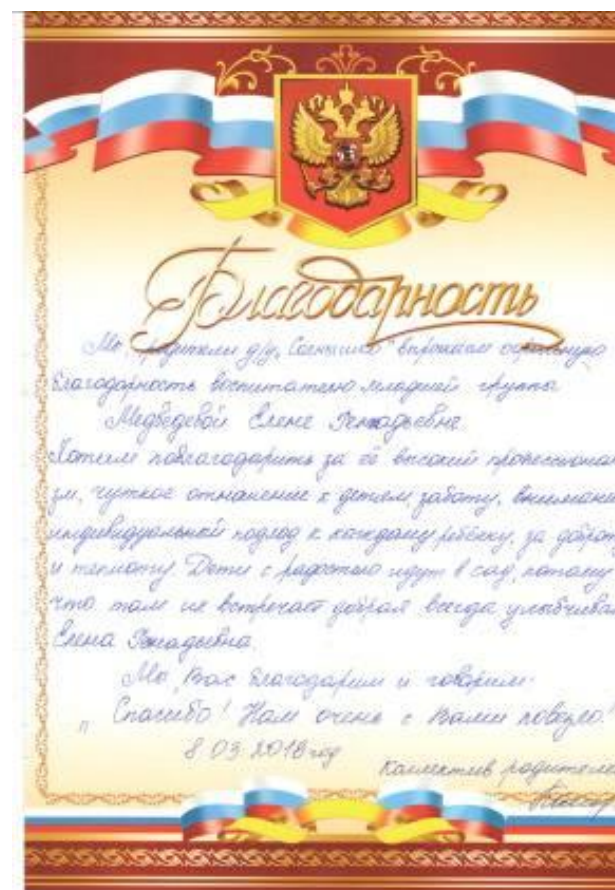 Благодарность
Мы, родители д/у "Солнышко" выражаем огромную
благодарность воспитателю младшей группы
Медведевой Елене Геннадьевне.
Хотим поблагодарить за её высокий профессионали
зм, чуткое отношение к детям, заботу, внимание
индивидуальный подход к каждому ребёнку, за доброт
и теплоту. Дети с радостью идут в сад, потому
что там их встречает добрая всегда улыбчивая
Елена Геннадьевна.
Мы Вас благодарим и говорим:
" Спасибо! Нам очень с Вами повезло!
8.03.2018 год
Коллектив родителе